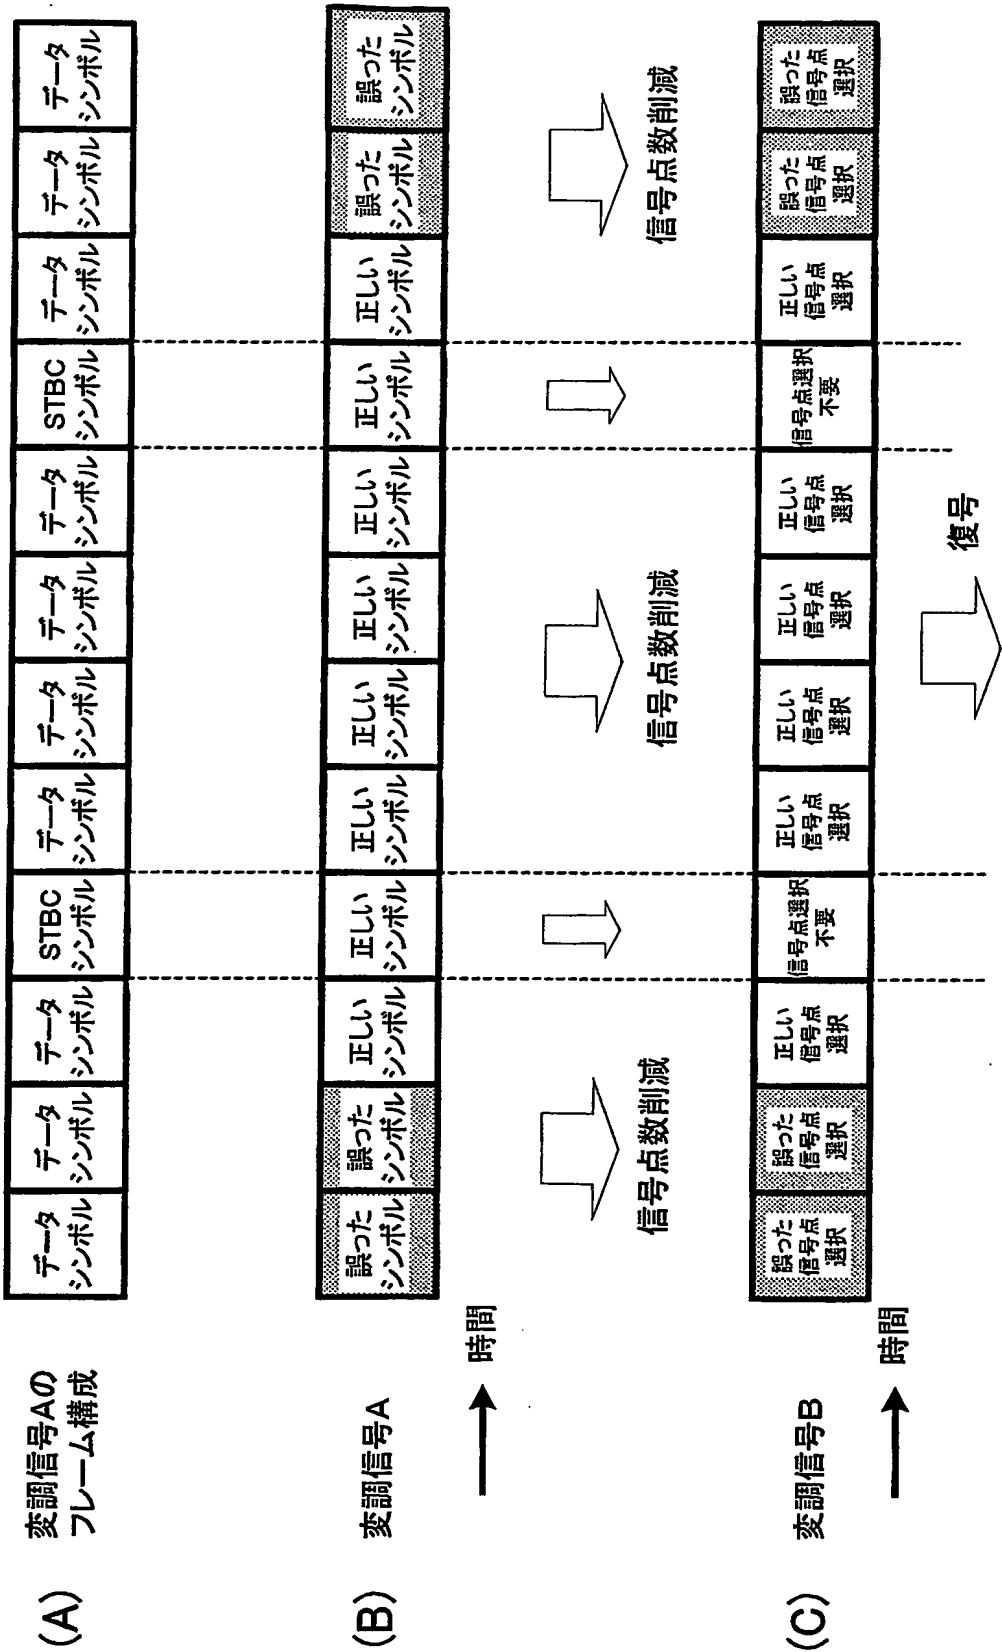 (A)
変調信号Aの
フレーム構成
データ
シンボル
データ
シンボル
データ
シンボル
STBC
シンボル
データ
シンボル
データ
シンボル
データ
シンボル
データ
シンボル
STBC
シンボル
データ
シンボル
データ
シンボル
データ
シンボル
(B)
変調信号A
誤った
シンボル
誤った
シンボル
正しい
シンボル
正しい
シンボル
正しい
シンボル
正しい
シンボル
正しい
シンボル
正しい
シンボル
正しい
シンボル
正しい
シンボル
誤った
シンボル
誤った
シンボル
時間
信号点数削減
信号点数削減
信号点数削減
(C)
変調信号B
誤った
信号点
選択
誤った
信号点
選択
正しい
信号点
選択
信号点選択
不要
正しい
信号点
選択
正しい
信号点
選択
正しい
信号点
選択
正しい
信号点
選択
信号点選択
不要
正しい
信号点
選択
誤った
信号点
選択
誤った
信号点
選択
時間
復号